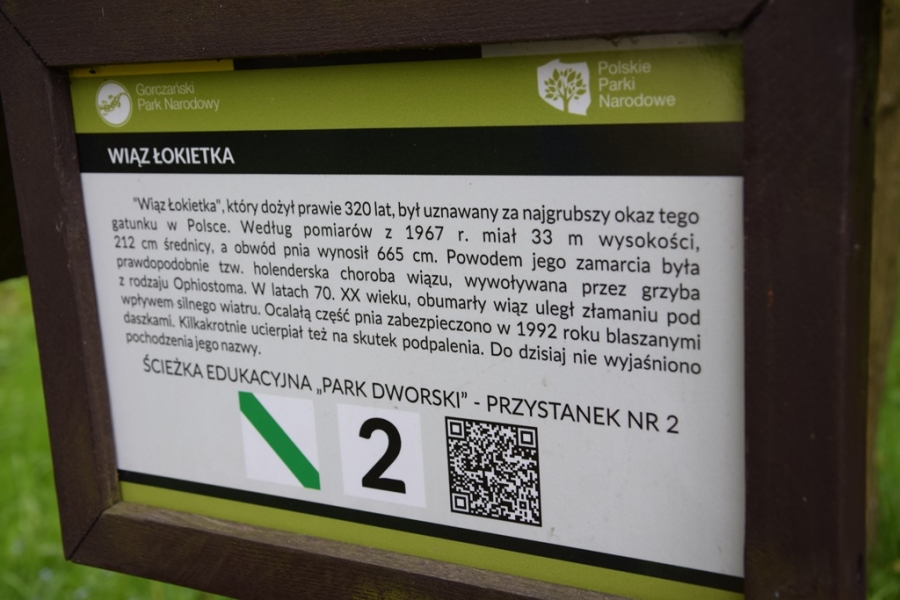 Gorczański
Park Narodowy
Polskie
Parki
Narodowe
WIĄZ ŁOKIETKA
"Wiąz Łokietka", który dożył prawie 320 lat, był uznawany za najgrubszy okaz tego
gatunku w Polsce. Według pomiarów z 1967 r. miał 33 m wysokości,
212 cm średnicy, a obwód pnia wynosił 665 cm. Powodem jego zamarcia była
prawdopodobnie tzw. holenderska choroba wiązu, wywoływana przez grzyba
z rodzaju Ophiostoma. W latach 70. XX wieku, obumarły wiąz uległ złamaniu pod
wpływem silnego wiatru. Ocalałą część pnia zabezpieczono w 1992 roku blaszanymi
daszkami. Kilkakrotnie ucierpiał też na skutek podpalenia. Do dzisiaj nie wyjaśniono
pochodzenia jego nazwy.
ŚCIEŻKA EDUKACYJNA „PARK DWORSKI” - PRZYSTANEK NR 2
2